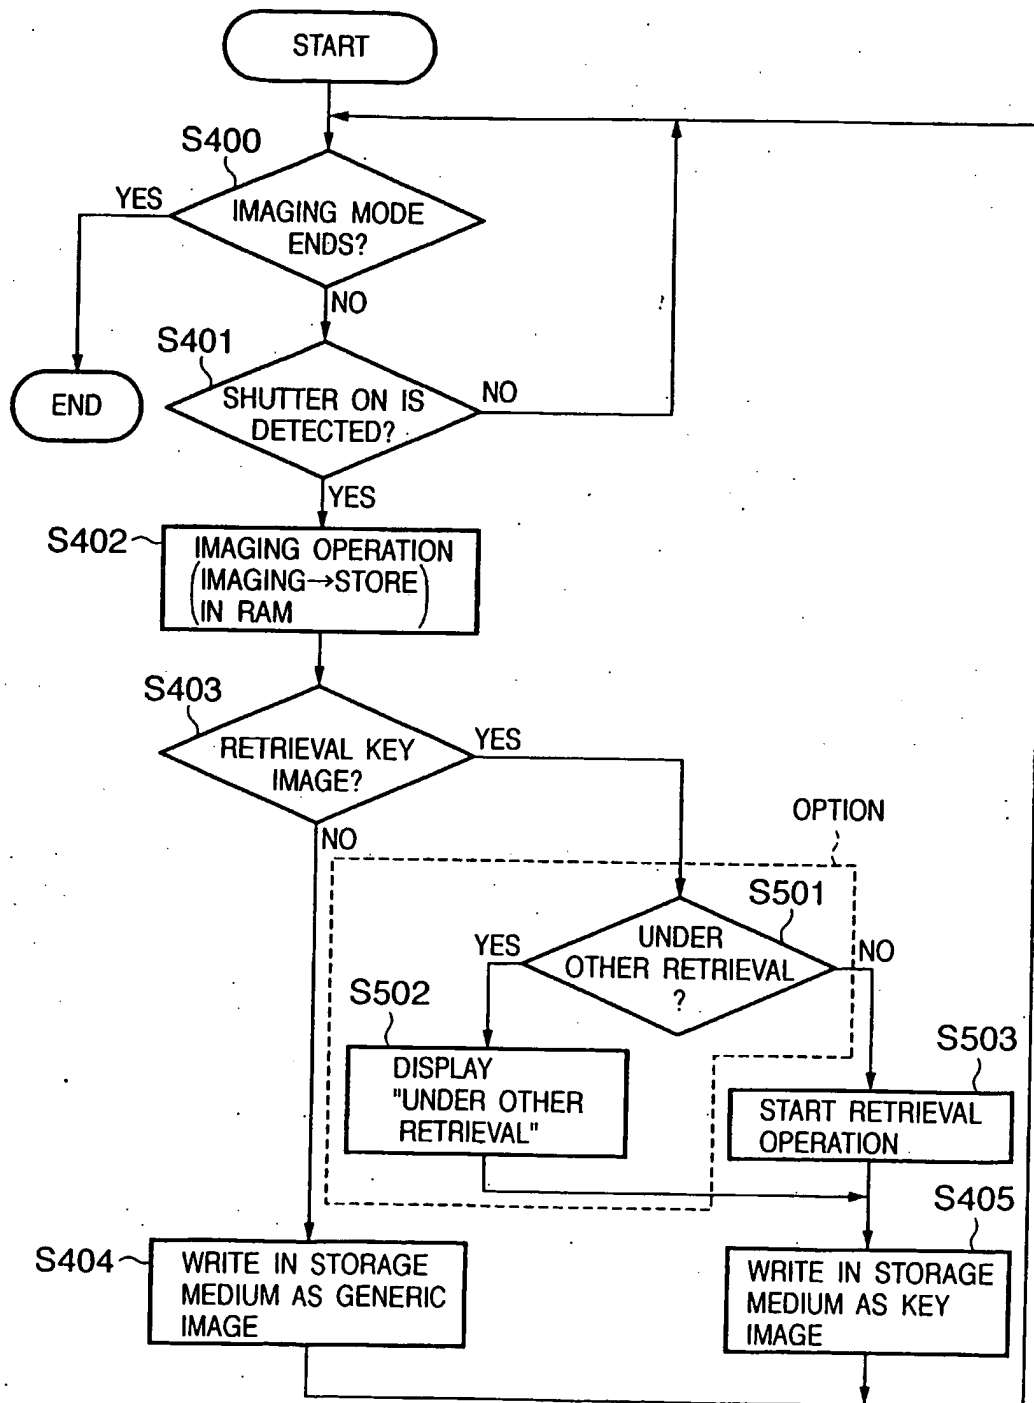 START
S400
YES
IMAGING MODE
ENDS?
NO
S401
END
SHUTTER ON IS
DETECTED?
NO
YES
S402
IMAGING OPERATION
(IMAGING→STORE
IN RAM)
S403
RETRIEVAL KEY
IMAGE?
YES
NO
OPTION
S501
YES
UNDER
OTHER RETRIEVAL
?
NO
S502
DISPLAY
"UNDER OTHER
RETRIEVAL"
S503
START RETRIEVAL
OPERATION
S404
WRITE IN STORAGE
MEDIUM AS GENERIC
IMAGE
S405
WRITE IN STORAGE
MEDIUM AS KEY
IMAGE